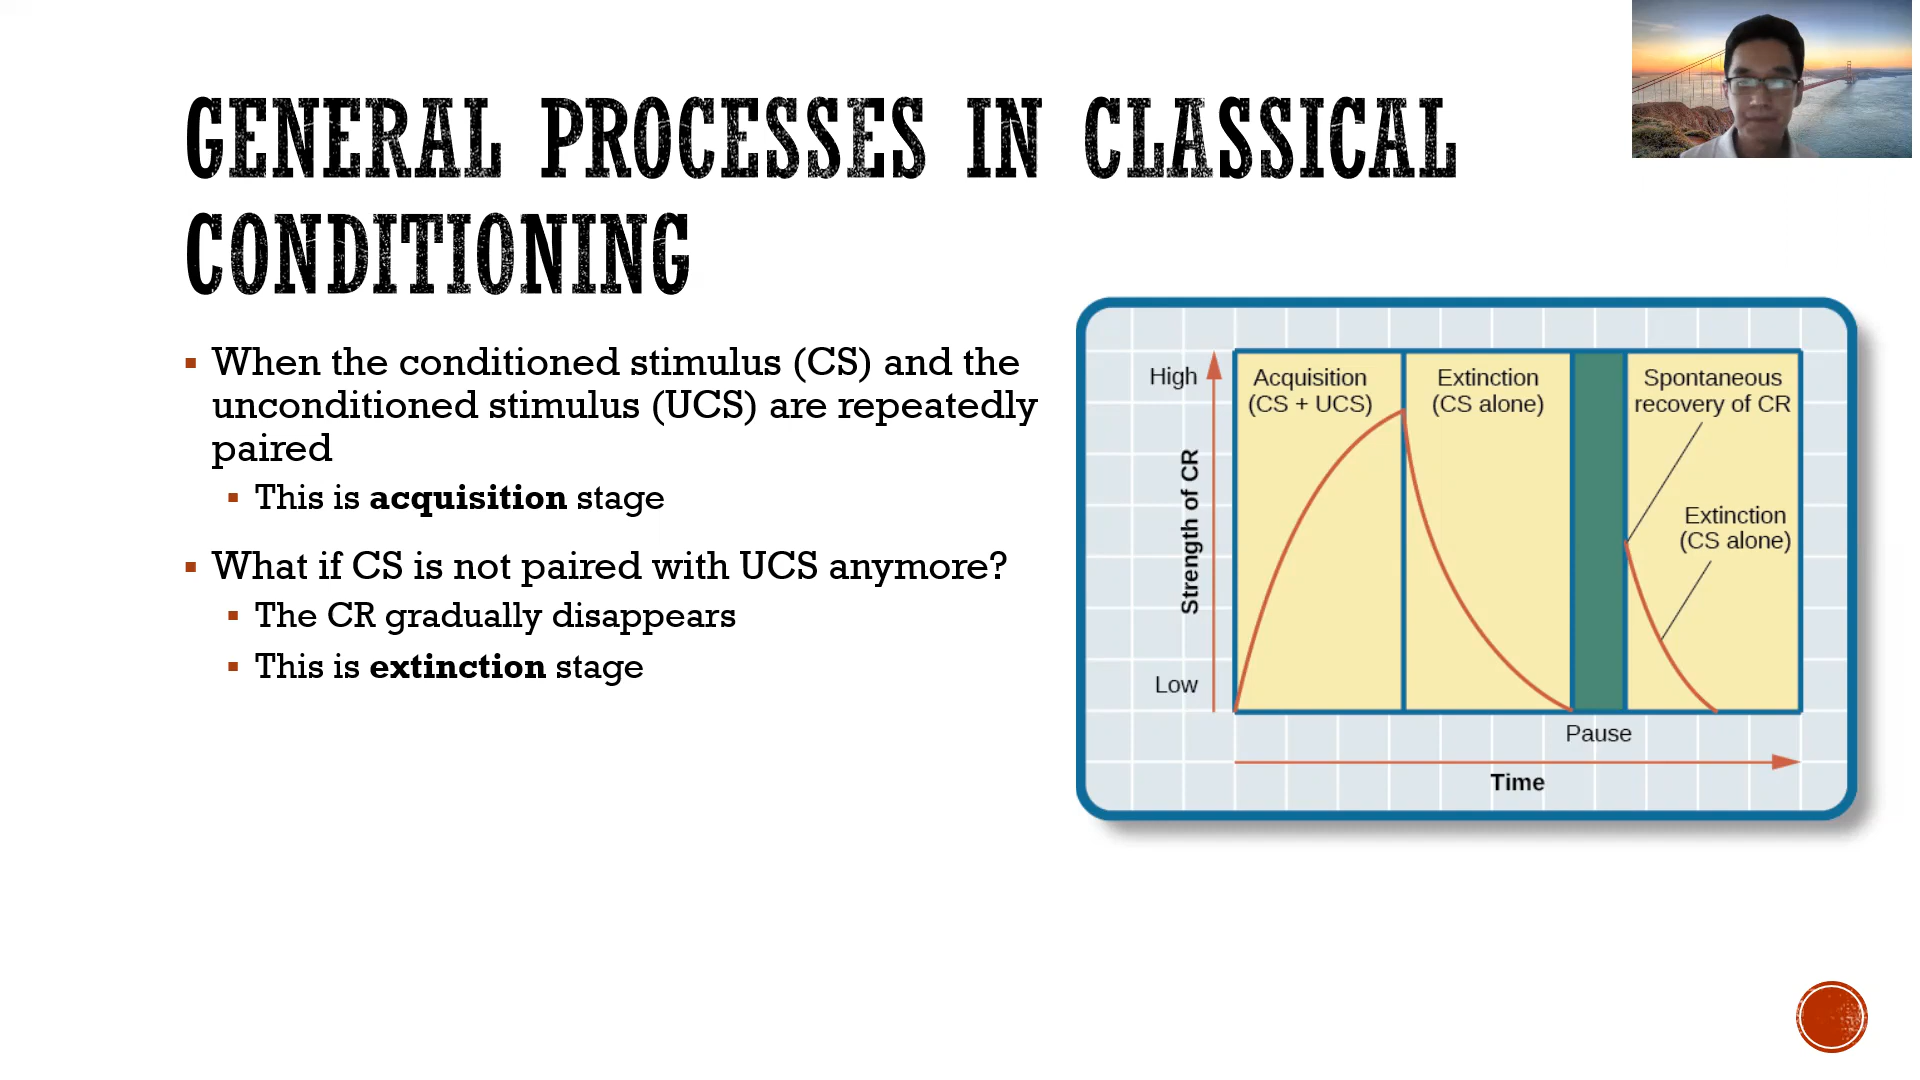 GENERAL PROCESSES IN CLASSICAL
CONDITIONING
When the conditioned stimulus (CS) and the
unconditioned stimulus (UCS) are repeatedly
paired
This is acquisition stage
What if CS is not paired with UCS anymore?
The CR gradually disappears
This is extinction stage
High
Strength of CR
Low
Acquisition
(CS + UCS)
Extinction
(CS alone)
Spontaneous
recovery of CR
Extinction
(CS alone)
Pause
Time